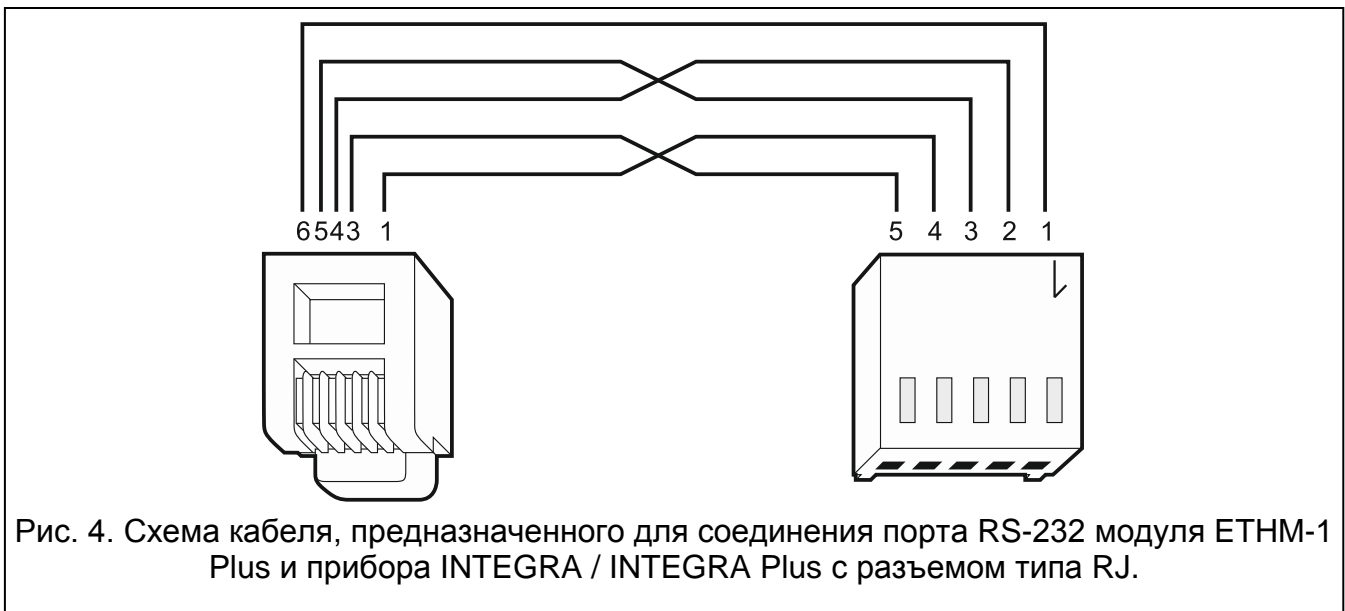 6543 1
5 4 3 2 1
Рис. 4. Схема кабеля, предназначенного для соединения порта RS-232 модуля ETHM-1
Plus и прибора INTEGRA / INTEGRA Plus с разъемом типа RJ.